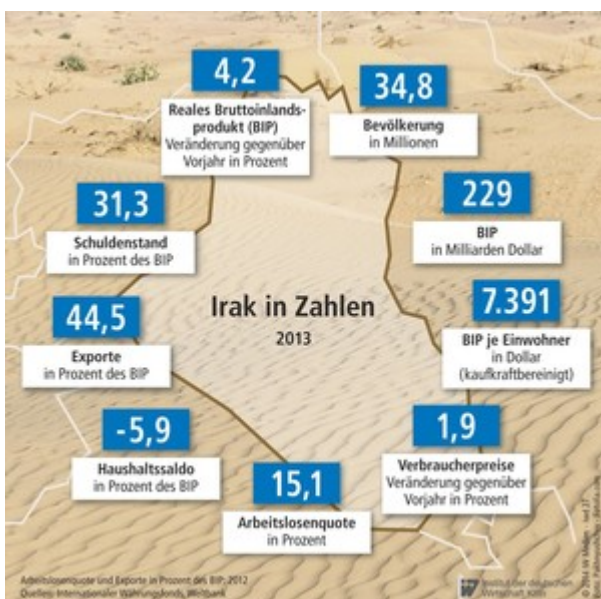 4,2
Reales Bruttoinlands-
produkt (BIP)
Veränderung gegenüber
Vorjahr in Prozent
34,8
Bevölkerung
in Millionen
31,3
Schuldenstand
in Prozent des BIP
229
BIP
in Milliarden Dollar
Irak in Zahlen
2013
44,5
Exporte
in Prozent des BIP
7.391
BIP je Einwohner
in Dollar
(kaufkraftbereinigt)
-5,9
Haushaltssaldo
in Prozent des BIP
15,1
Arbeitslosenquote
in Prozent
1,9
Verbraucherpreise
Veränderung gegenüber
Vorjahr in Prozent
Arbeitslosenquote und Exporte in Prozent des BIP: 2012
Quellen: Internationaler Währungsfonds, Weltbank
Institut der deutschen
Wirtschaft Köln
© 2014 IW Medien